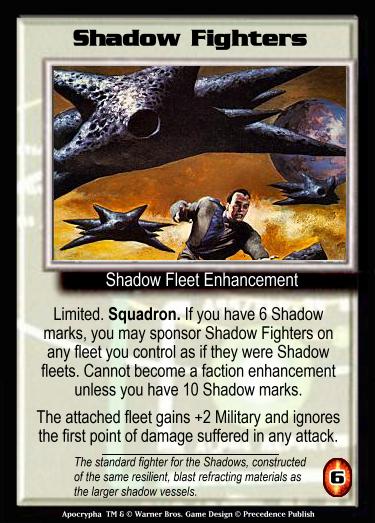 Shadow Fighters
Shadow Fleet Enhancement
Limited. Squadron. If you have 6 Shadow
marks, you may sponsor Shadow Fighters on
any fleet you control as if they were Shadow
fleets. Cannot become a faction enhancement
unless you have 10 Shadow marks.
The attached fleet gains +2 Military and ignores
the first point of damage suffered in any attack.
The standard fighter for the Shadows, constructed
of the same resilient, blast refracting materials as
the larger shadow vessels.
6
Apocrypha TM & © Warner Bros. Game Design © Precedence Publish